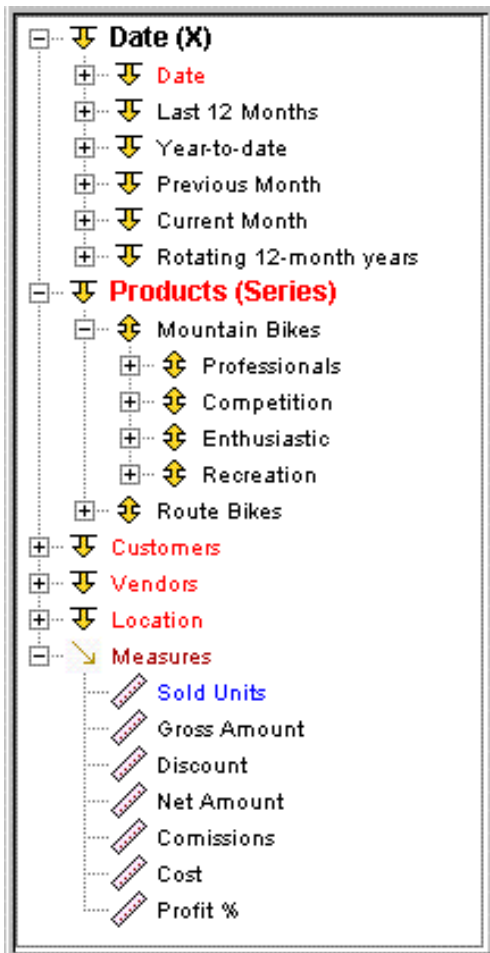 Date (X)
Date
Last 12 Months
Year-to-date
Previous Month
Current Month
Rotating 12-month years
Products (Series)
Mountain Bikes
Professionals
Competition
Enthusiastic
Recreation
Route Bikes
Customers
Vendors
Location
Measures
Sold Units
Gross Amount
Discount
Net Amount
Comissions
Cost
Profit %